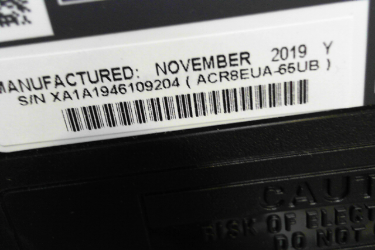 MANUFACTURED: NOVEMBER 2019 Y
S/N XA1A1946109204 ( ACR8EUA-65UB )
CAUT
RISK OF ELECT
DO NOT